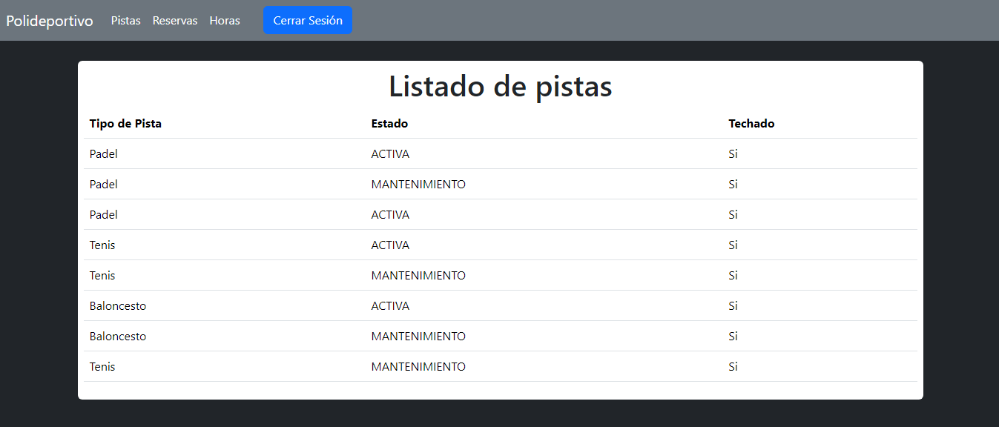 Polideportivo Pistas Reservas Horas Cerrar Sesión
Listado de pistas
Tipo de Pista Estado Techado
Padel ACTIVA Si
Padel MANTENIMIENTO Si
Padel ACTIVA Si
Tenis ACTIVA Si
Tenis MANTENIMIENTO Si
Baloncesto ACTIVA Si
Baloncesto MANTENIMIENTO Si
Tenis MANTENIMIENTO Si